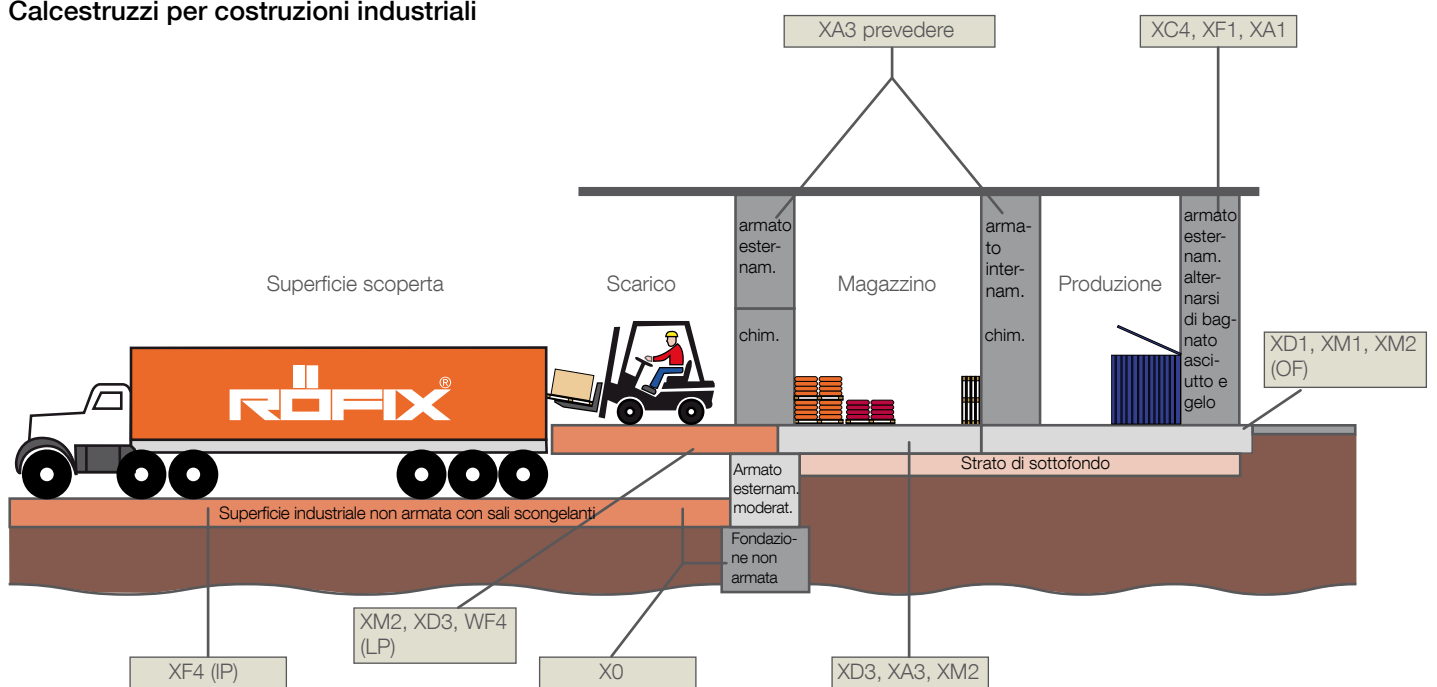 Calcestruzzi per costruzioni industriali
XA3 prevedere
XC4, XF1, XA1
armato
ester-
nam.
chim.
arma-
to
inter-
nam.
chim.
armato
ester-
nam.
alter-
narsi
di bag-
nato
asci-
utto e
gelo
Superficie scoperta
Scarico
Magazzino
Produzione
XD1, XM1, XM2
(OF)
RÖFIX®
Strato di sottofondo
Armato
esternam.
moderat.
Superficie industriale non armata con sali scongelanti
Fondazio-
ne non
armata
XM2, XD3, WF4
(LP)
XF4 (IP)
X0
XD3, XA3, XM2